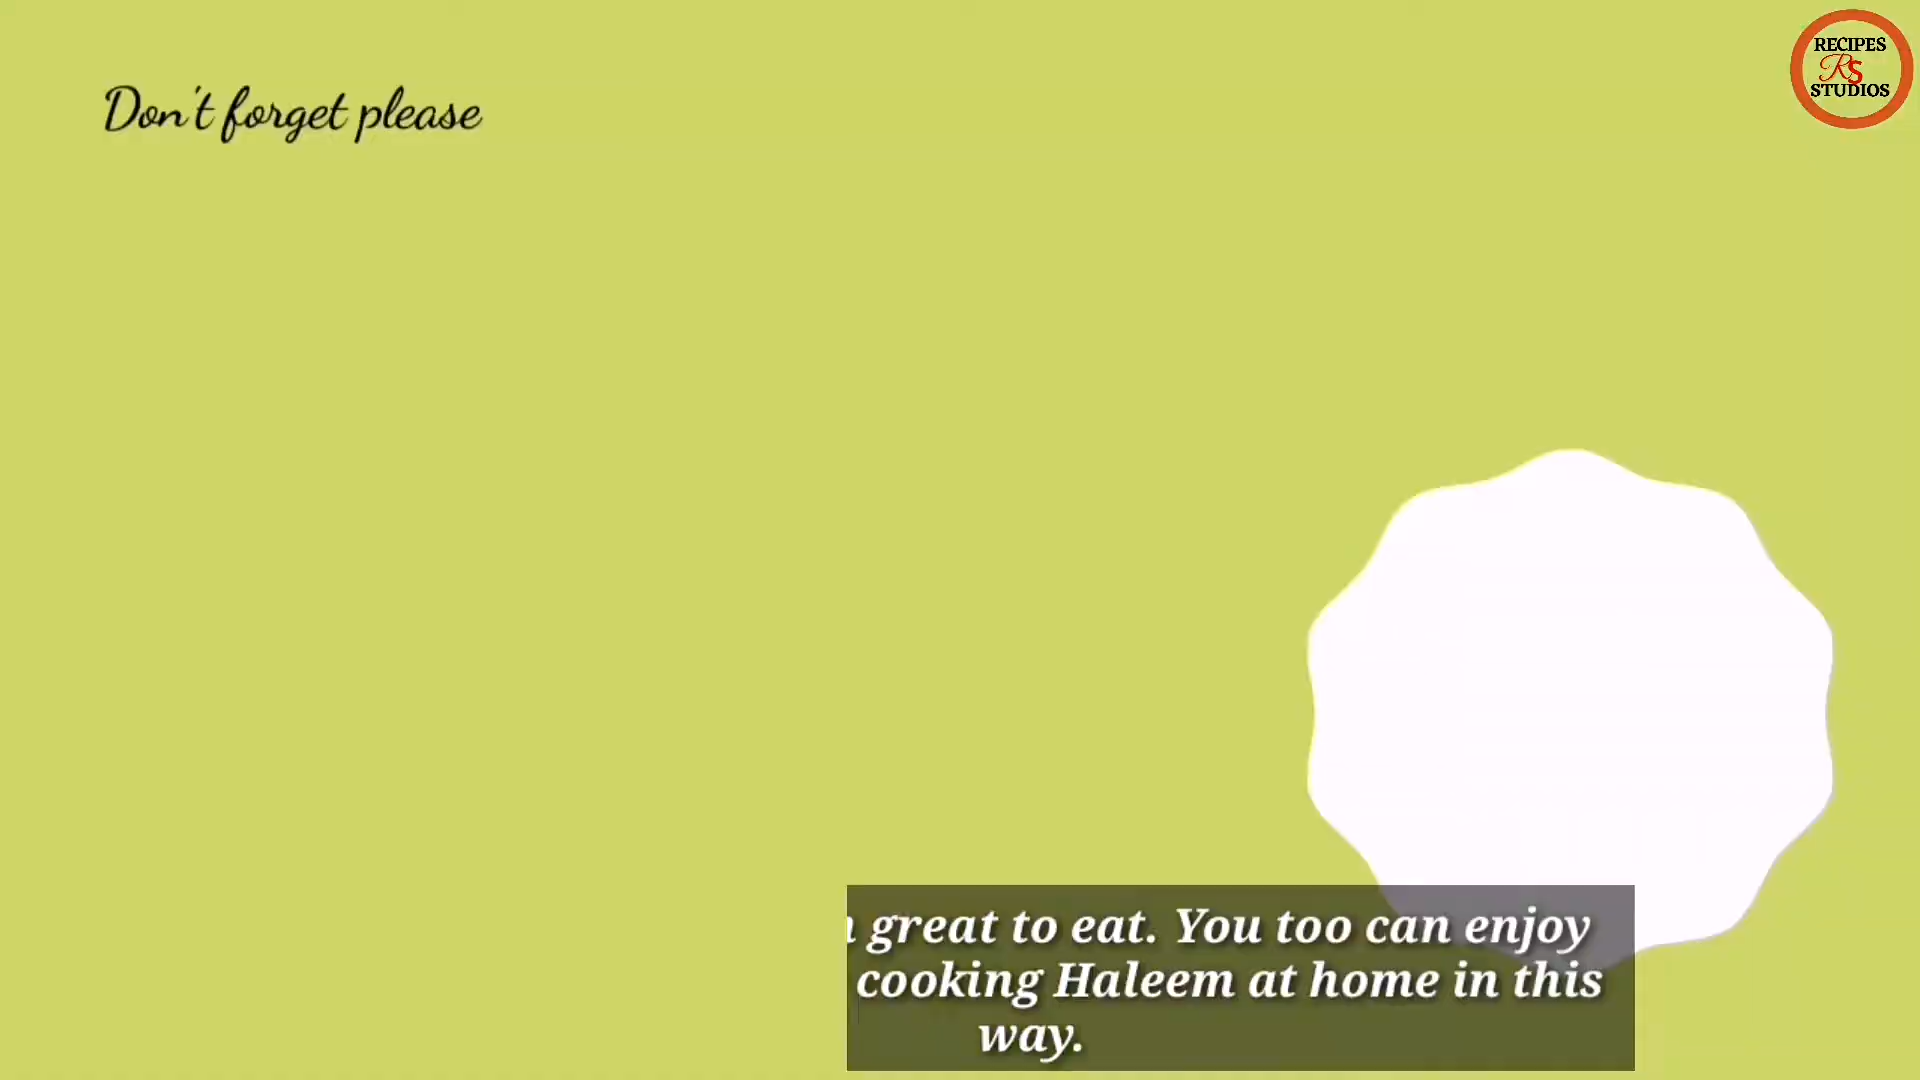 Don't forget please
RECIPES
RS
STUDIOS
great to eat. You too can enjoy
cooking Haleem at home in this
way.